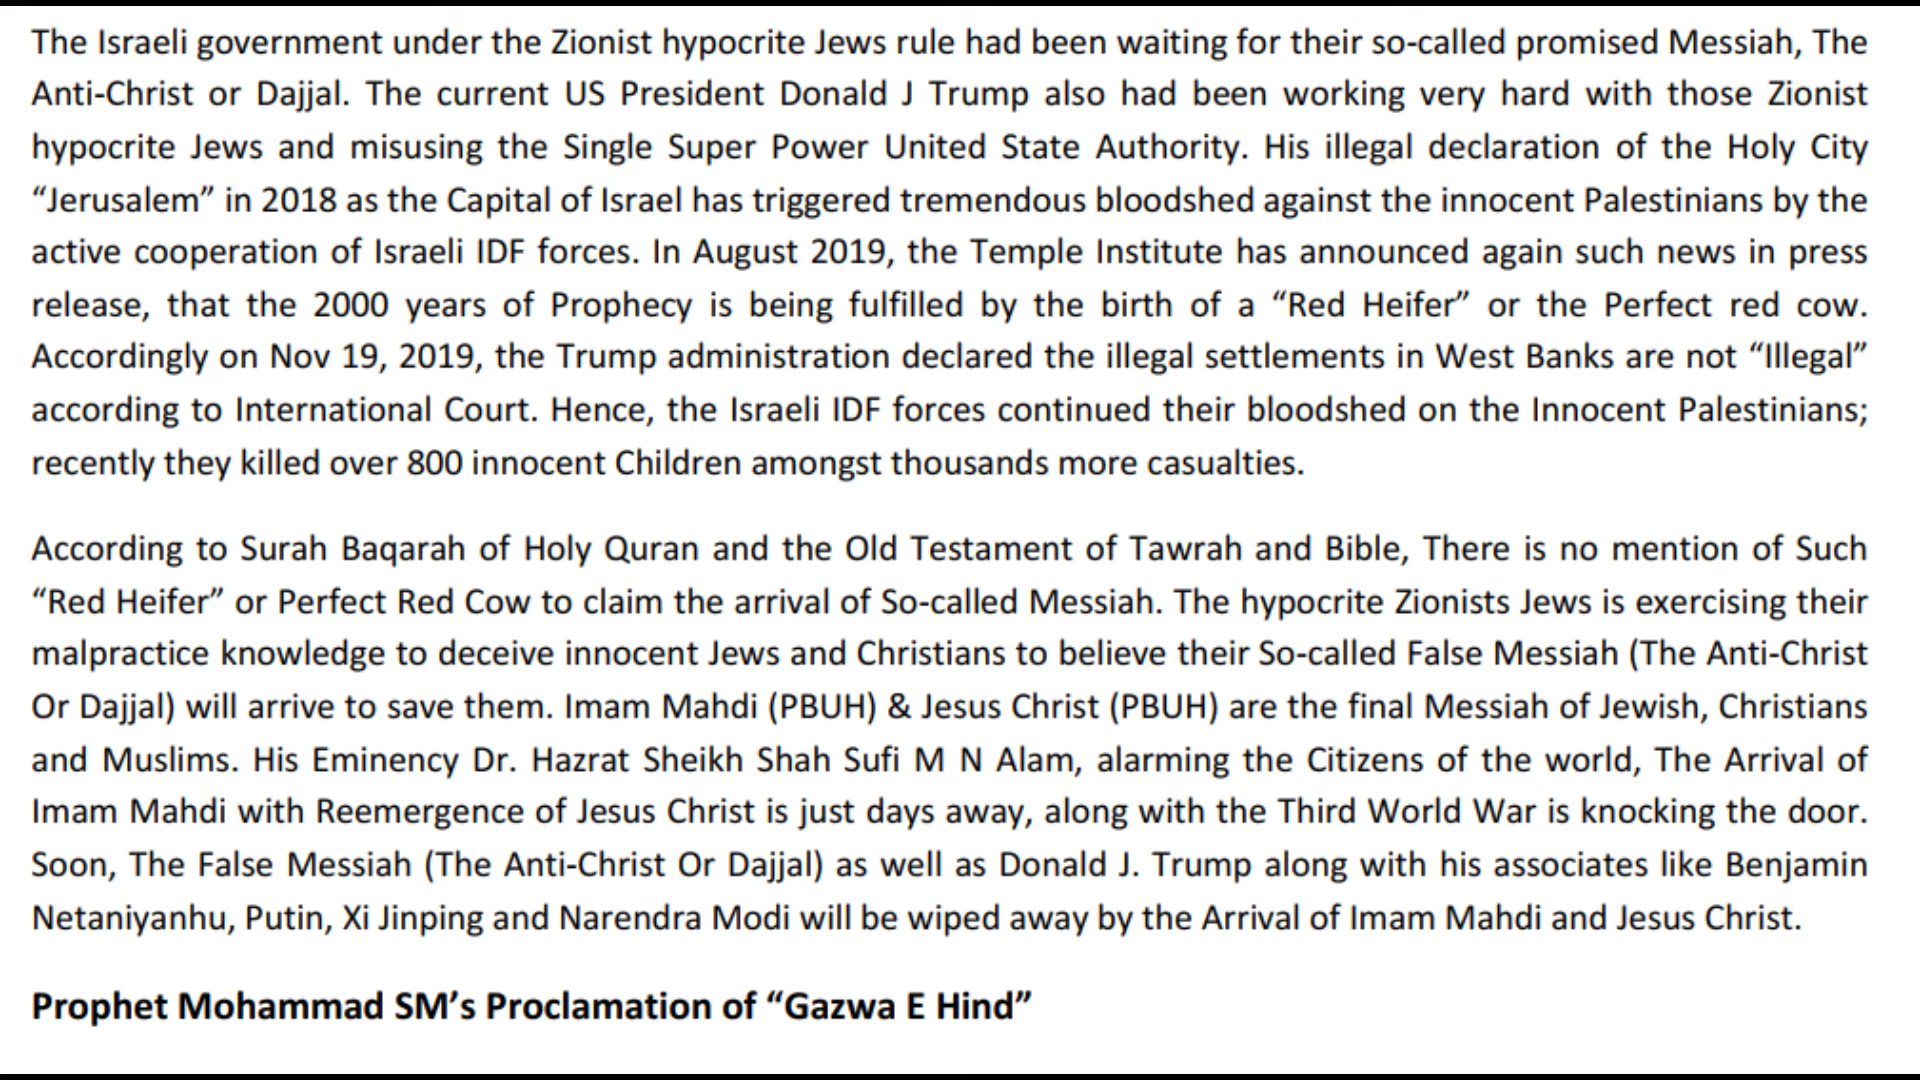 The Israeli government under the Zionist hypocrite Jews rule had been waiting for their so-called promised Messiah, The
Anti-Christ or Dajjal. The current US President Donald J Trump also had been working very hard with those Zionist
hypocrite Jews and misusing the Single Super Power United State Authority. His illegal declaration of the Holy City
“Jerusalem” in 2018 as the Capital of Israel has triggered tremendous bloodshed against the innocent Palestinians by the
active cooperation of Israeli IDF forces. In August 2019, the Temple Institute has announced again such news in press
release, that the 2000 years of Prophecy is being fulfilled by the birth of a “Red Heifer” or the Perfect red cow.
Accordingly on Nov 19, 2019, the Trump administration declared the illegal settlements in West Banks are not “Illegal”
according to International Court. Hence, the Israeli IDF forces continued their bloodshed on the Innocent Palestinians;
recently they killed over 800 innocent Children amongst thousands more casualties.
According to Surah Baqarah of Holy Quran and the Old Testament of Tawrah and Bible, There is no mention of Such
“Red Heifer” or Perfect Red Cow to claim the arrival of So-called Messiah. The hypocrite Zionists Jews is exercising their
malpractice knowledge to deceive innocent Jews and Christians to believe their So-called False Messiah (The Anti-Christ
Or Dajjal) will arrive to save them. Imam Mahdi (PBUH) & Jesus Christ (PBUH) are the final Messiah of Jewish, Christians
and Muslims. His Eminency Dr. Hazrat Sheikh Shah Sufi M N Alam, alarming the Citizens of the world, The Arrival of
Imam Mahdi with Reemergence of Jesus Christ is just days away, along with the Third World War is knocking the door.
Soon, The False Messiah (The Anti-Christ Or Dajjal) as well as Donald J. Trump along with his associates like Benjamin
Netaniyanhu, Putin, Xi Jinping and Narendra Modi will be wiped away by the Arrival of Imam Mahdi and Jesus Christ.
Prophet Mohammad SM’s Proclamation of “Gazwa E Hind”